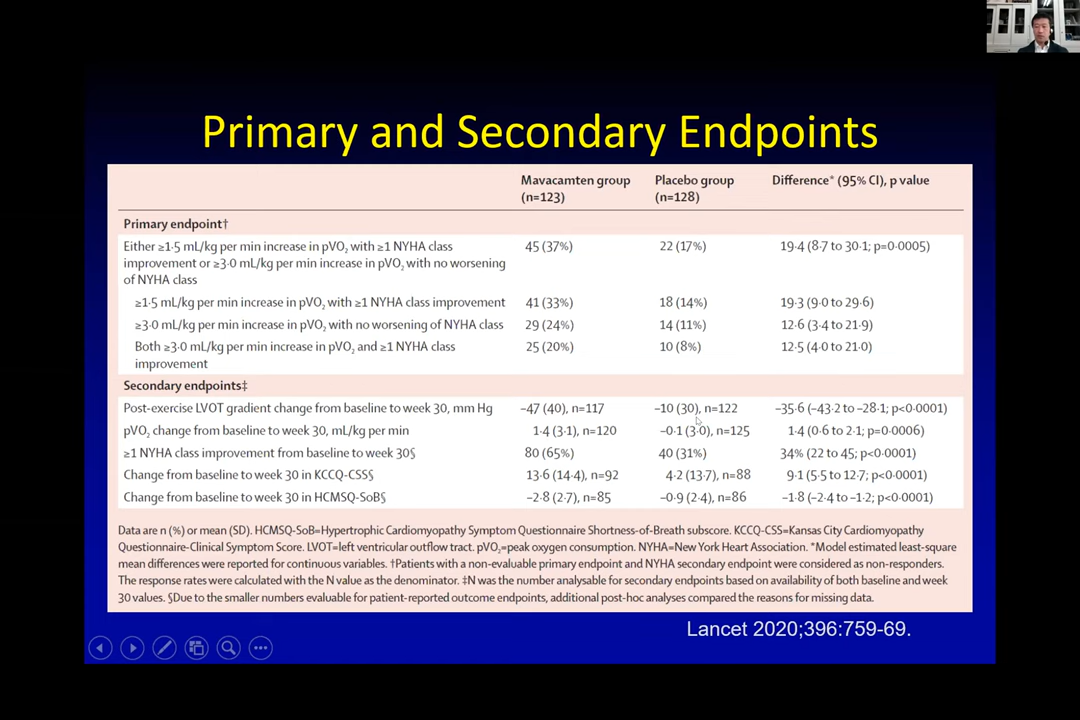 Primary and Secondary Endpoints
Mavacamten group (n=123) Placebo group (n=128) Difference* (95% CI), p value
Primary endpoint†
Either ≥1·5 mL/kg per min increase in pVO₂ with ≥1 NYHA class improvement or ≥3·0 mL/kg per min increase in pVO₂ with no worsening of NYHA class 45 (37%) 22 (17%) 19·4 (8·7 to 30·1; p=0·0005)
≥1·5 mL/kg per min increase in pVO₂ with ≥1 NYHA class improvement 41 (33%) 18 (14%) 19·3 (9·0 to 29·6)
≥3·0 mL/kg per min increase in pVO₂ with no worsening of NYHA class 29 (24%) 14 (11%) 12·6 (3·4 to 21·9)
Both ≥3·0 mL/kg per min increase in pVO₂ and ≥1 NYHA class improvement 25 (20%) 10 (8%) 12·5 (4·0 to 21·0)
Secondary endpoints‡
Post-exercise LVOT gradient change from baseline to week 30, mm Hg –47 (40), n=117 –10 (30), n=122 –35·6 (–43·2 to –28·1; p<0·0001)
pVO₂ change from baseline to week 30, mL/kg per min 1·4 (3·1), n=120 –0·1 (3·0), n=125 1·4 (0·6 to 2·1; p=0·0006)
≥1 NYHA class improvement from baseline to week 30§ 80 (65%) 40 (31%) 34% (22 to 45; p<0·0001)
Change from baseline to week 30 in KCCQ-CSS§ 13·6 (14·4), n=92 4·2 (13·7), n=88 9·1 (5·5 to 12·7; p<0·0001)
Change from baseline to week 30 in HCMSQ-SoB§ –2·8 (2·7), n=85 –0·9 (2·4), n=86 –1·8 (–2·4 to –1·2; p<0·0001)
Data are n (%) or mean (SD). HCMSQ-SoB=Hypertrophic Cardiomyopathy Symptom Questionnaire Shortness-of-Breath subscore. KCCQ-CSS=Kansas City Cardiomyopathy
Questionnaire-Clinical Symptom Score. LVOT=left ventricular outflow tract. pVO₂=peak oxygen consumption. NYHA=New York Heart Association. *Model estimated least-square
mean differences were reported for continuous variables. †Patients with a non-evaluable primary endpoint and NYHA secondary endpoint were considered as non-responders.
The response rates were calculated with the N value as the denominator. ‡N was the number analysable for secondary endpoints based on availability of both baseline and week
30 values. §Due to the smaller numbers evaluable for patient-reported outcome endpoints, additional post-hoc analyses compared the reasons for missing data.
Lancet 2020;396:759-69.